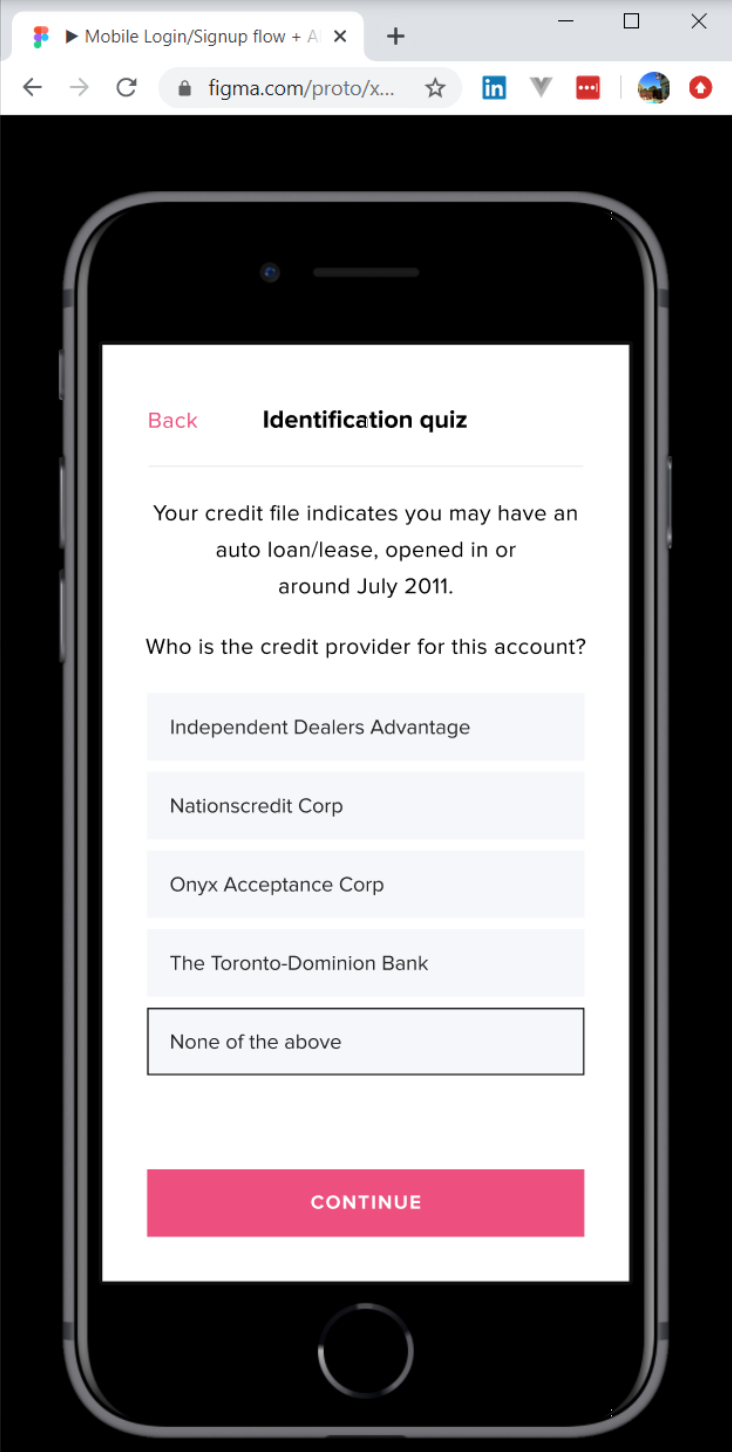 Mobile Login/Signup flow +
figma.com/proto/x...
in
Back
Identification quiz
Your credit file indicates you may have an
auto loan/lease, opened in or
around July 2011.
Who is the credit provider for this account?
Independent Dealers Advantage
Nationscredit Corp
Onyx Acceptance Corp
The Toronto-Dominion Bank
None of the above
CONTINUE